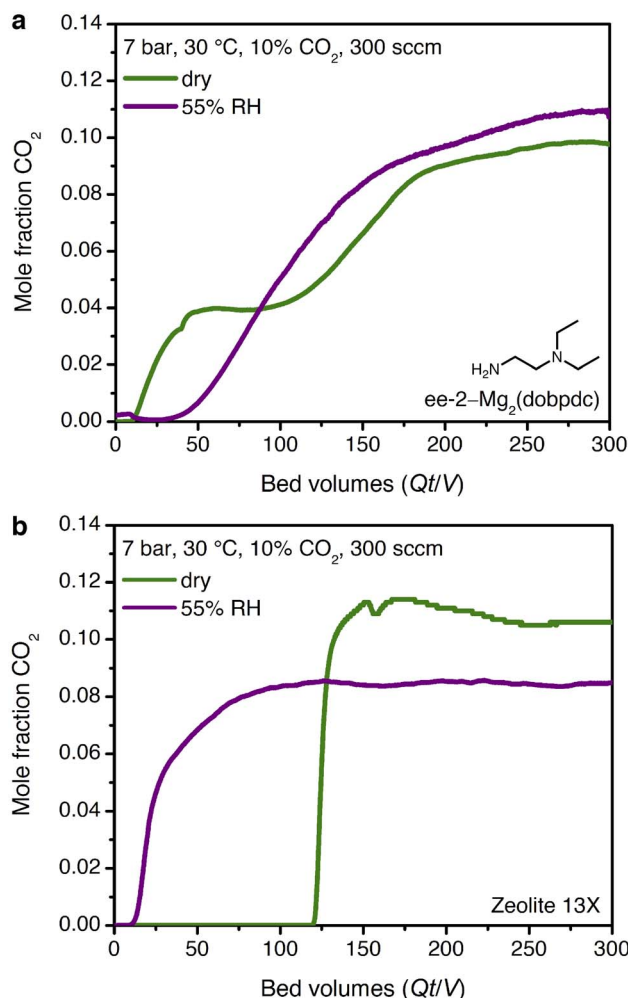 a
7 bar, 30 °C, 10% CO₂, 300 sccm
dry
55% RH
0.14
0.12
0.10
0.08
0.06
0.04
0.02
0.00
Mole fraction CO₂
H₂N
N
ee-2–Mg₂(dobpdc)
0 50 100 150 200 250 300
Bed volumes (Qt/V)
b
7 bar, 30 °C, 10% CO₂, 300 sccm
dry
55% RH
0.14
0.12
0.10
0.08
0.06
0.04
0.02
0.00
Mole fraction CO₂
Zeolite 13X
0 50 100 150 200 250 300
Bed volumes (Qt/V)